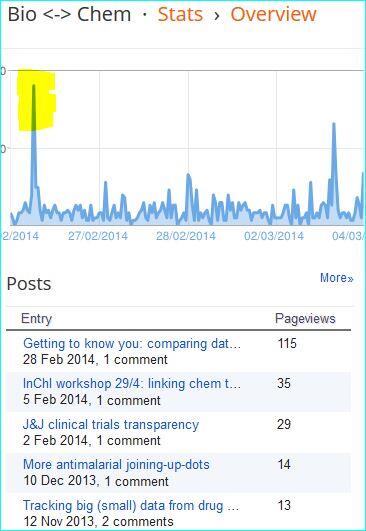 Bio <-> Chem · Stats › Overview
0
0
2/2014 27/02/2014 28/02/2014 02/03/2014 04/03/
Posts
More»
Entry Pageviews
Getting to know you: comparing dat... 115
28 Feb 2014, 1 comment
InChI workshop 29/4: linking chem t... 35
5 Feb 2014, 1 comment
J&J clinical trials transparency 29
2 Feb 2014, 1 comment
More antimalarial joining-up-dots 14
10 Dec 2013, 1 comment
Tracking big (small) data from drug ... 13
12 Nov 2013, 2 comments